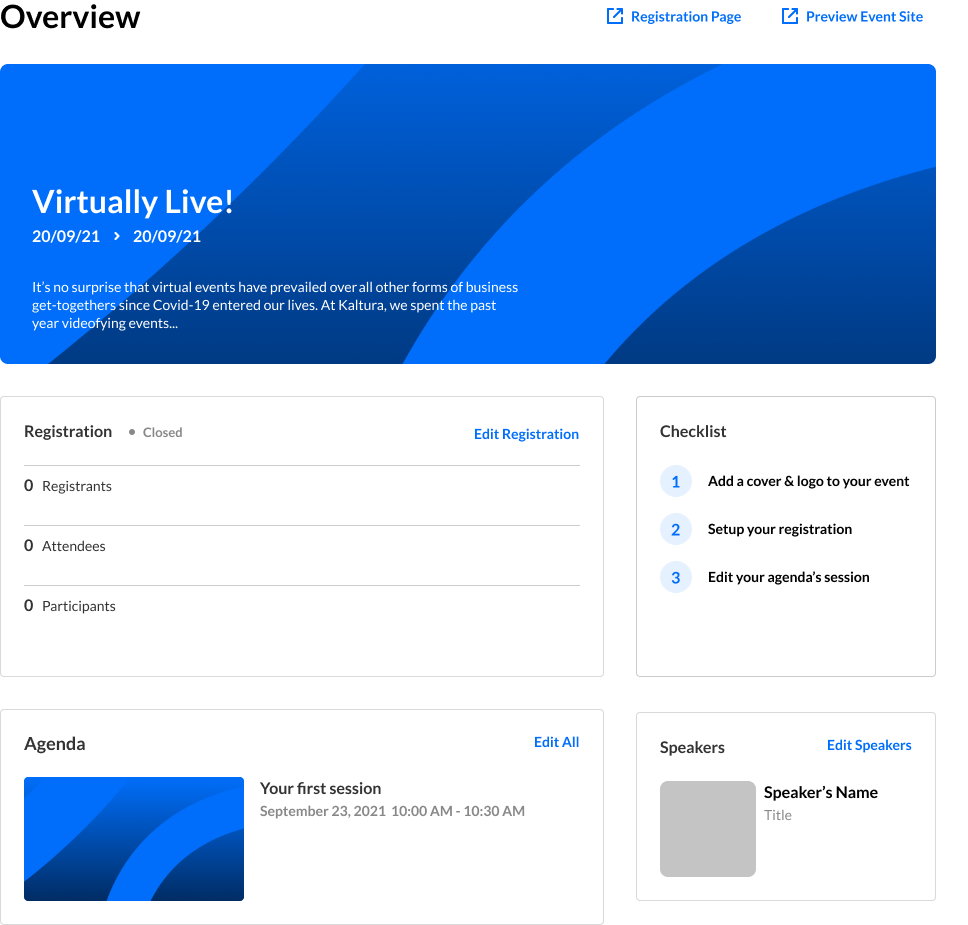 Overview
Registration Page
Preview Event Site
Virtually Live!
20/09/21 > 20/09/21
It's no surprise that virtual events have prevailed over all other forms of business
get-togethers since Covid-19 entered our lives. At Kaltura, we spent the past
year videofying events...
Registration • Closed
Edit Registration
0 Registrants
0 Attendees
0 Participants
Checklist
1 Add a cover & logo to your event
2 Setup your registration
3 Edit your agenda's session
Agenda
Edit All
Your first session
September 23, 2021 10:00 AM - 10:30 AM
Speakers
Edit Speakers
Speaker's Name
Title